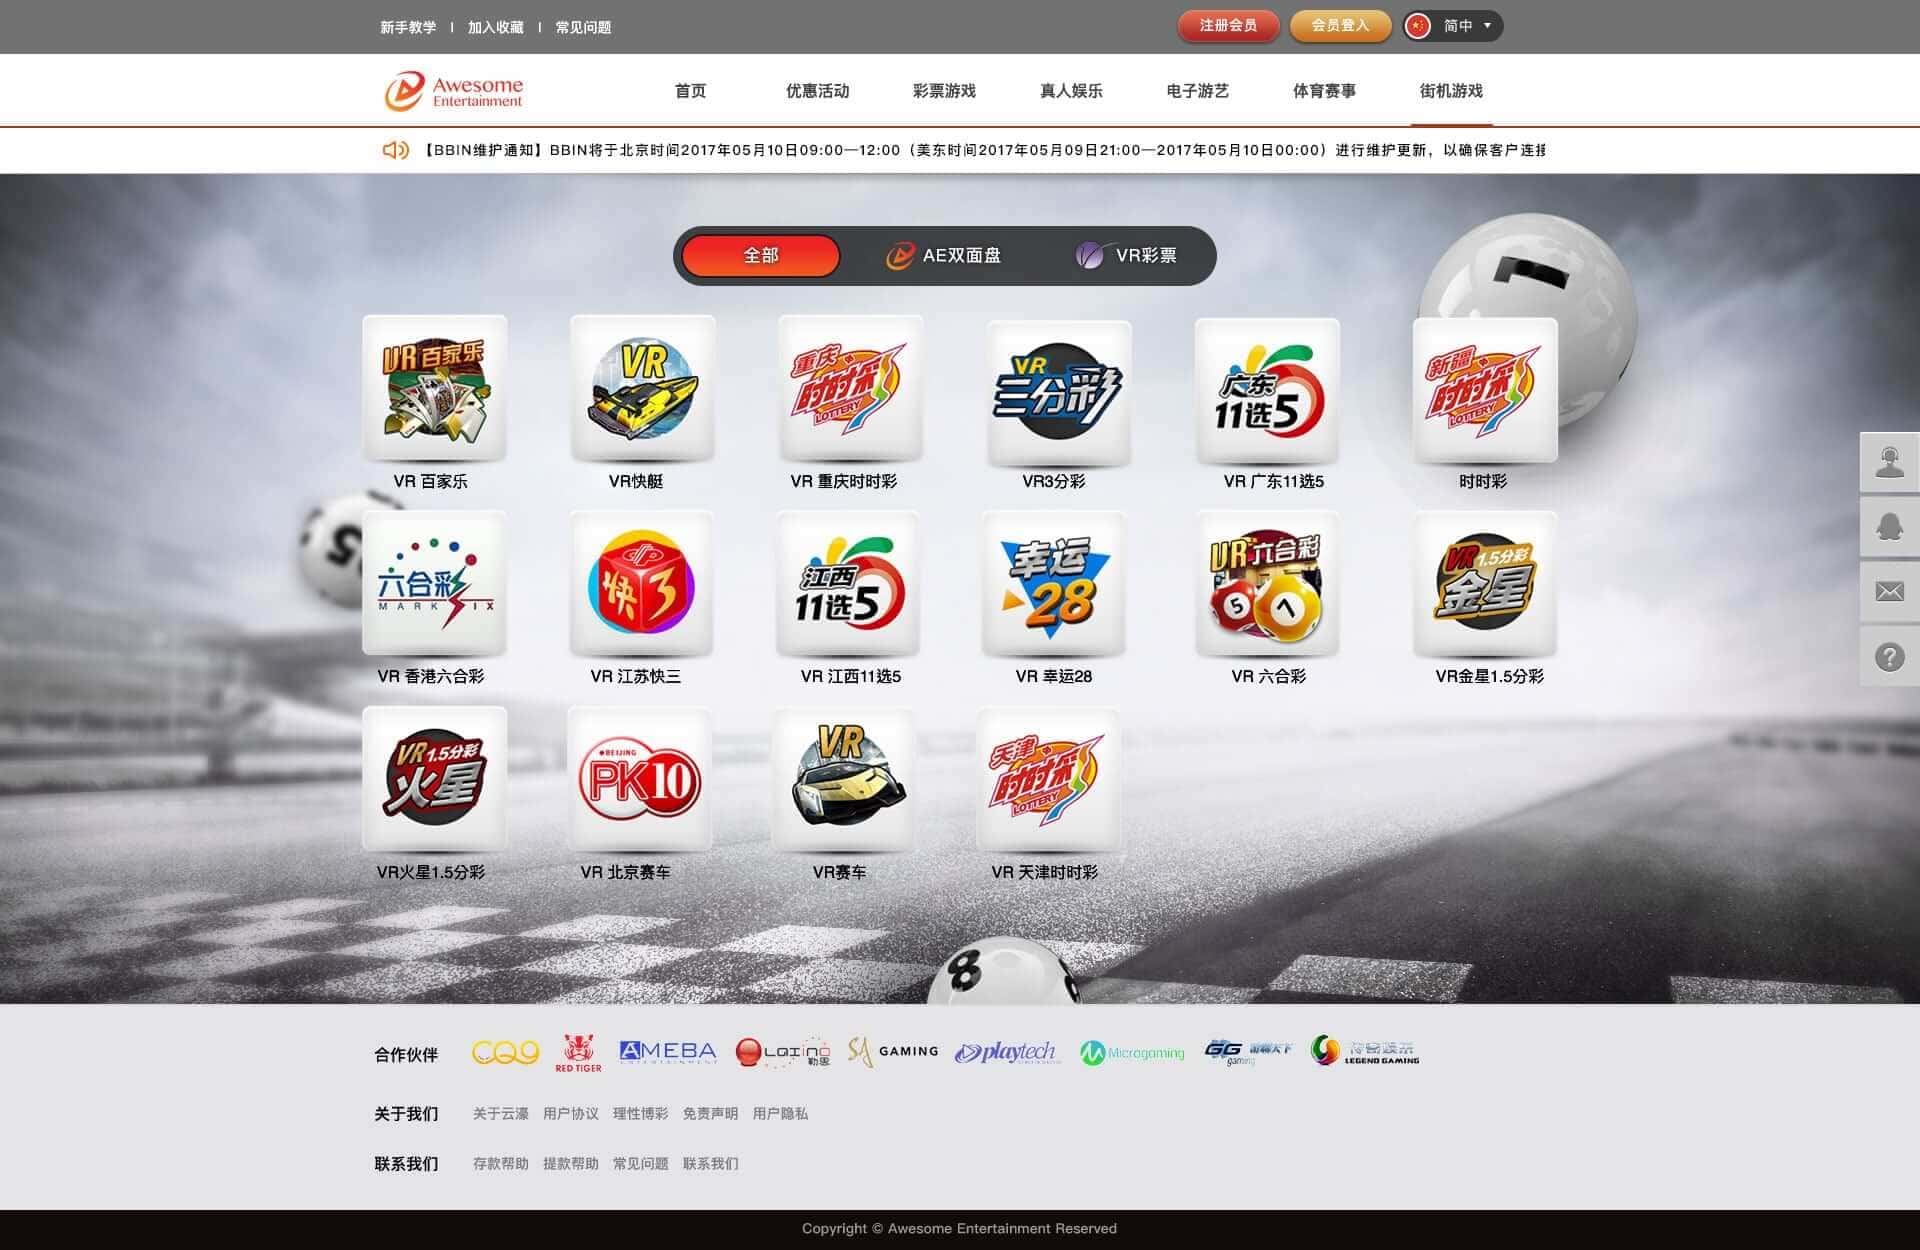 新手教学 | 加入收藏 | 常见问题
注册会员 会员登入 简中
Awesome Entertainment
首页 优惠活动 彩票游戏 真人娱乐 电子游艺 体育赛事 街机游戏
【BBIN维护通知】BBIN将于北京时间2017年05月10日09:00—12:00（美东时间2017年05月09日21:00—2017年05月10日00:00）进行维护更新，以确保客户连接
全部 AE双面盘 VR彩票
VR 百家乐 VR 重庆时时彩 LOTTERY VR 三分彩 广东 11选5 新疆 时时彩 LOTTERY
VR 百家乐 VR快艇 VR 重庆时时彩 VR3分彩 VR 广东11选5 时时彩
六合彩 MARK SIX 快3 江西 11选5 幸运 28 VR六合彩 5 7 VR 1.5分彩 金星
VR 香港六合彩 VR 江苏快三 VR 江西11选5 VR 幸运28 VR 六合彩 VR金星1.5分彩
VR 1.5分彩 火星 BEIJING PK10 VR 天津 时时彩 LOTTERY
VR火星1.5分彩 VR 北京赛车 VR赛车 VR 天津时时彩
8
合作伙伴 CQ9 RED TIGER AMEBA ENTERTAINMENT LQXING 勒思 SA GAMING playtech Microgaming GG gaming 游聊天下 LEGEND GAMING
关于我们 关于云濠 用户协议 理性博彩 免责声明 用户隐私
联系我们 存款帮助 提款帮助 常见问题 联系我们
Copyright © Awesome Entertainment Reserved